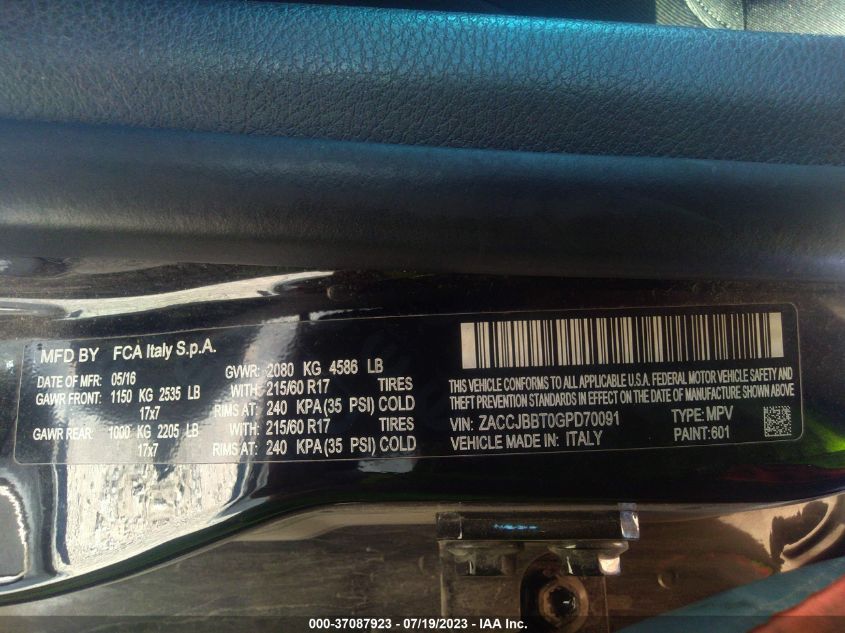 MFD BY FCA Italy S.p.A.
DATE OF MFR: 05/16 GVWR: 2080 KG 4586 LB
GAWR FRONT: 1150 KG 2535 LB WITH: 215/60 R17 TIRES
17x7 RIMS AT: 240 KPA (35 PSI) COLD
GAWR REAR: 1000 KG 2205 LB WITH: 215/60 R17 TIRES
17x7 RIMS AT: 240 KPA (35 PSI) COLD
THIS VEHICLE CONFORMS TO ALL APPLICABLE U.S.A. FEDERAL MOTOR VEHICLE SAFETY AND
THEFT PREVENTION STANDARDS IN EFFECT ON THE DATE OF MANUFACTURE SHOWN ABOVE
VIN: ZACCJBBT0GPD70091 TYPE: MPV
VEHICLE MADE IN: ITALY PAINT: 601
000-37087923 / 07/19/2023 - IAA Inc.